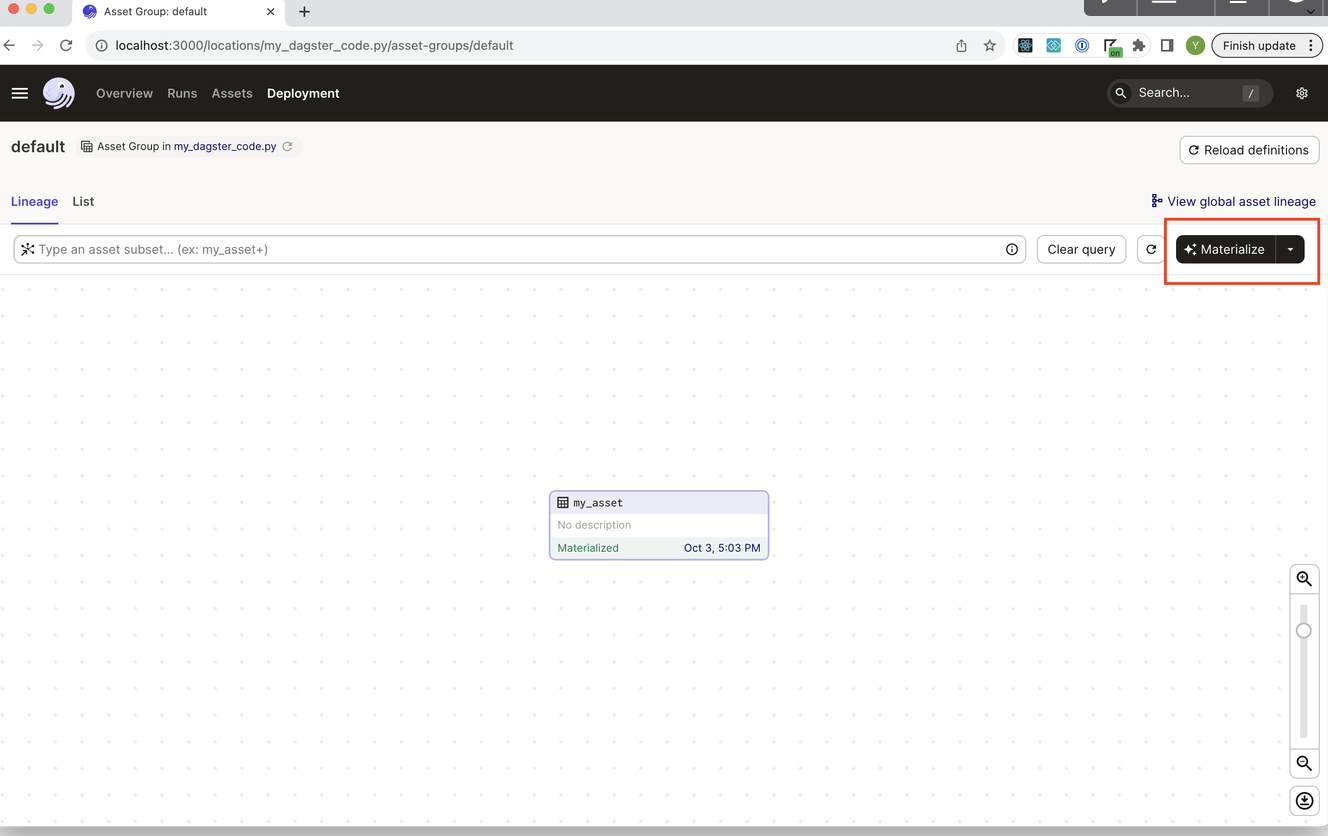 Asset Group: default
localhost:3000/locations/my_dagster_code.py/asset-groups/default
on
Y
Finish update
Overview Runs Assets Deployment
Search... /
default
Asset Group in my_dagster_code.py
Reload definitions
Lineage List
View global asset lineage
Type an asset subset... (ex: my_asset+)
Clear query
Materialize
my_asset
No description
Materialized Oct 3, 5:03 PM